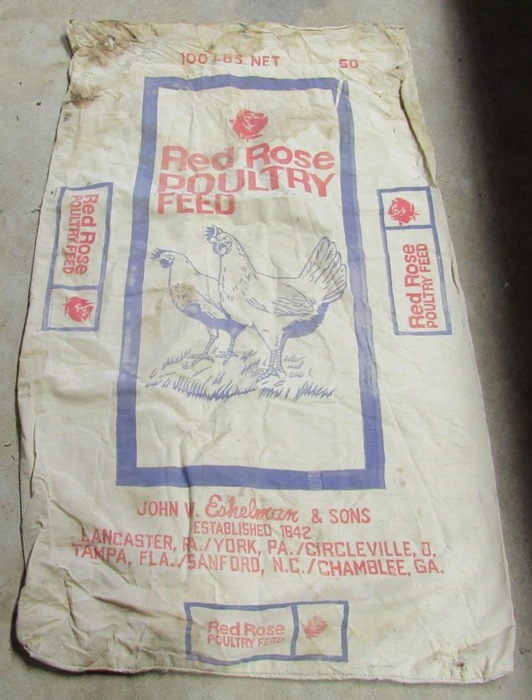 100 LBS. NET SD
Red Rose
POULTRY
FEED
Red Rose
POULTRY FEED
Red Rose
POULTRY FEED
JOHN W. Eshelman & SONS
ESTABLISHED 1842
LANCASTER, PA./YORK, PA./CIRCLEVILLE, O.
TAMPA, FLA./SANFORD, N.C./CHAMBLEE, GA.
Red Rose
POULTRY FEED